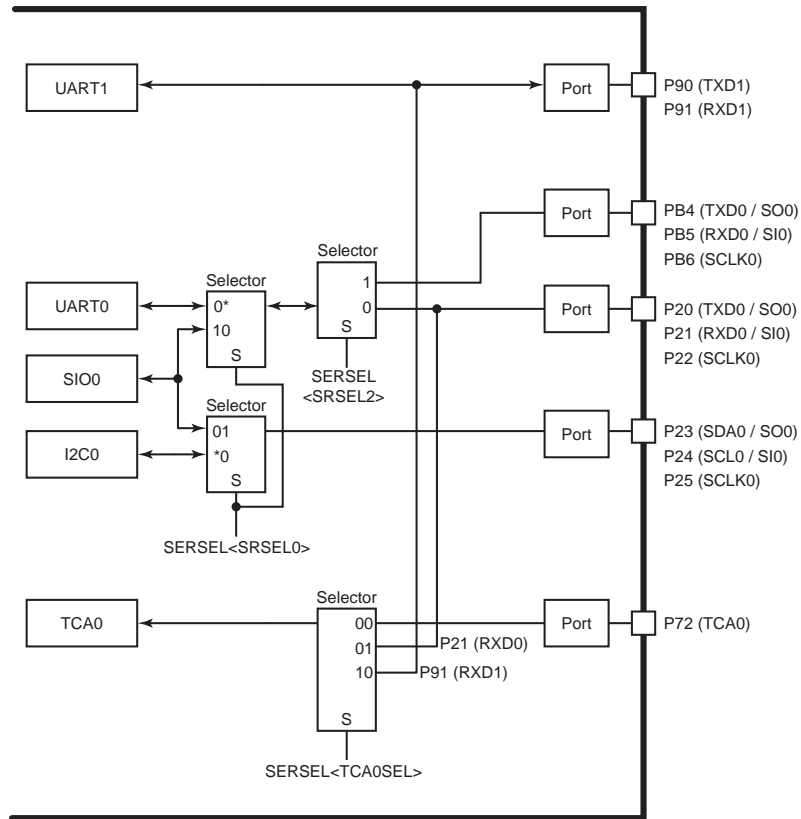 UART1
Port
P90 (TXD1)
P91 (RXD1)
Port
PB4 (TXD0 / SO0)
PB5 (RXD0 / SI0)
PB6 (SCLK0)
Selector
1
0
S
SERSEL
<SRSEL2>
Selector
0*
10
S
UART0
Port
P20 (TXD0 / SO0)
P21 (RXD0 / SI0)
P22 (SCLK0)
SIO0
Selector
01
*0
S
I2C0
Port
P23 (SDA0 / SO0)
P24 (SCL0 / SI0)
P25 (SCLK0)
SERSEL<SRSEL0>
Selector
TCA0
00
01
10
S
P21 (RXD0)
P91 (RXD1)
Port
P72 (TCA0)
SERSEL<TCA0SEL>